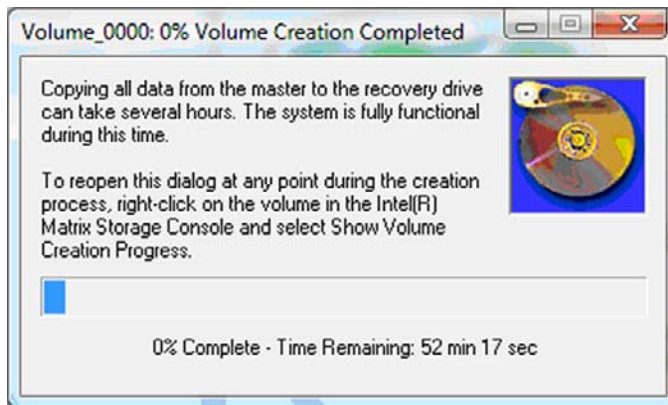 Volume_0000: 0% Volume Creation Completed
Copying all data from the master to the recovery drive
can take several hours. The system is fully functional
during this time.
To reopen this dialog at any point during the creation
process, right-click on the volume in the Intel(R)
Matrix Storage Console and select Show Volume
Creation Progress.
0% Complete - Time Remaining: 52 min 17 sec